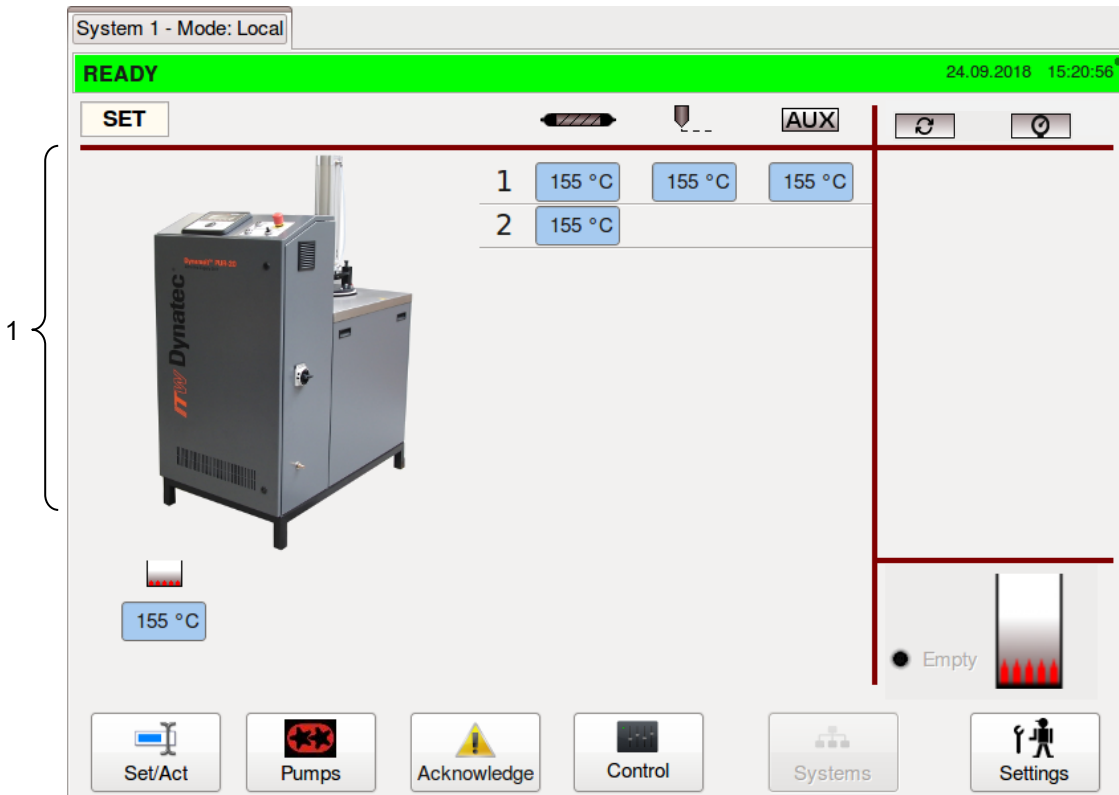 System 1 - Mode: Local
READY 24.09.2018 15:20:56
SET AUX
1 155 °C 155 °C 155 °C
2 155 °C
1
ITW Dynatec
155 °C
Empty
Set/Act Pumps Acknowledge Control Systems Settings